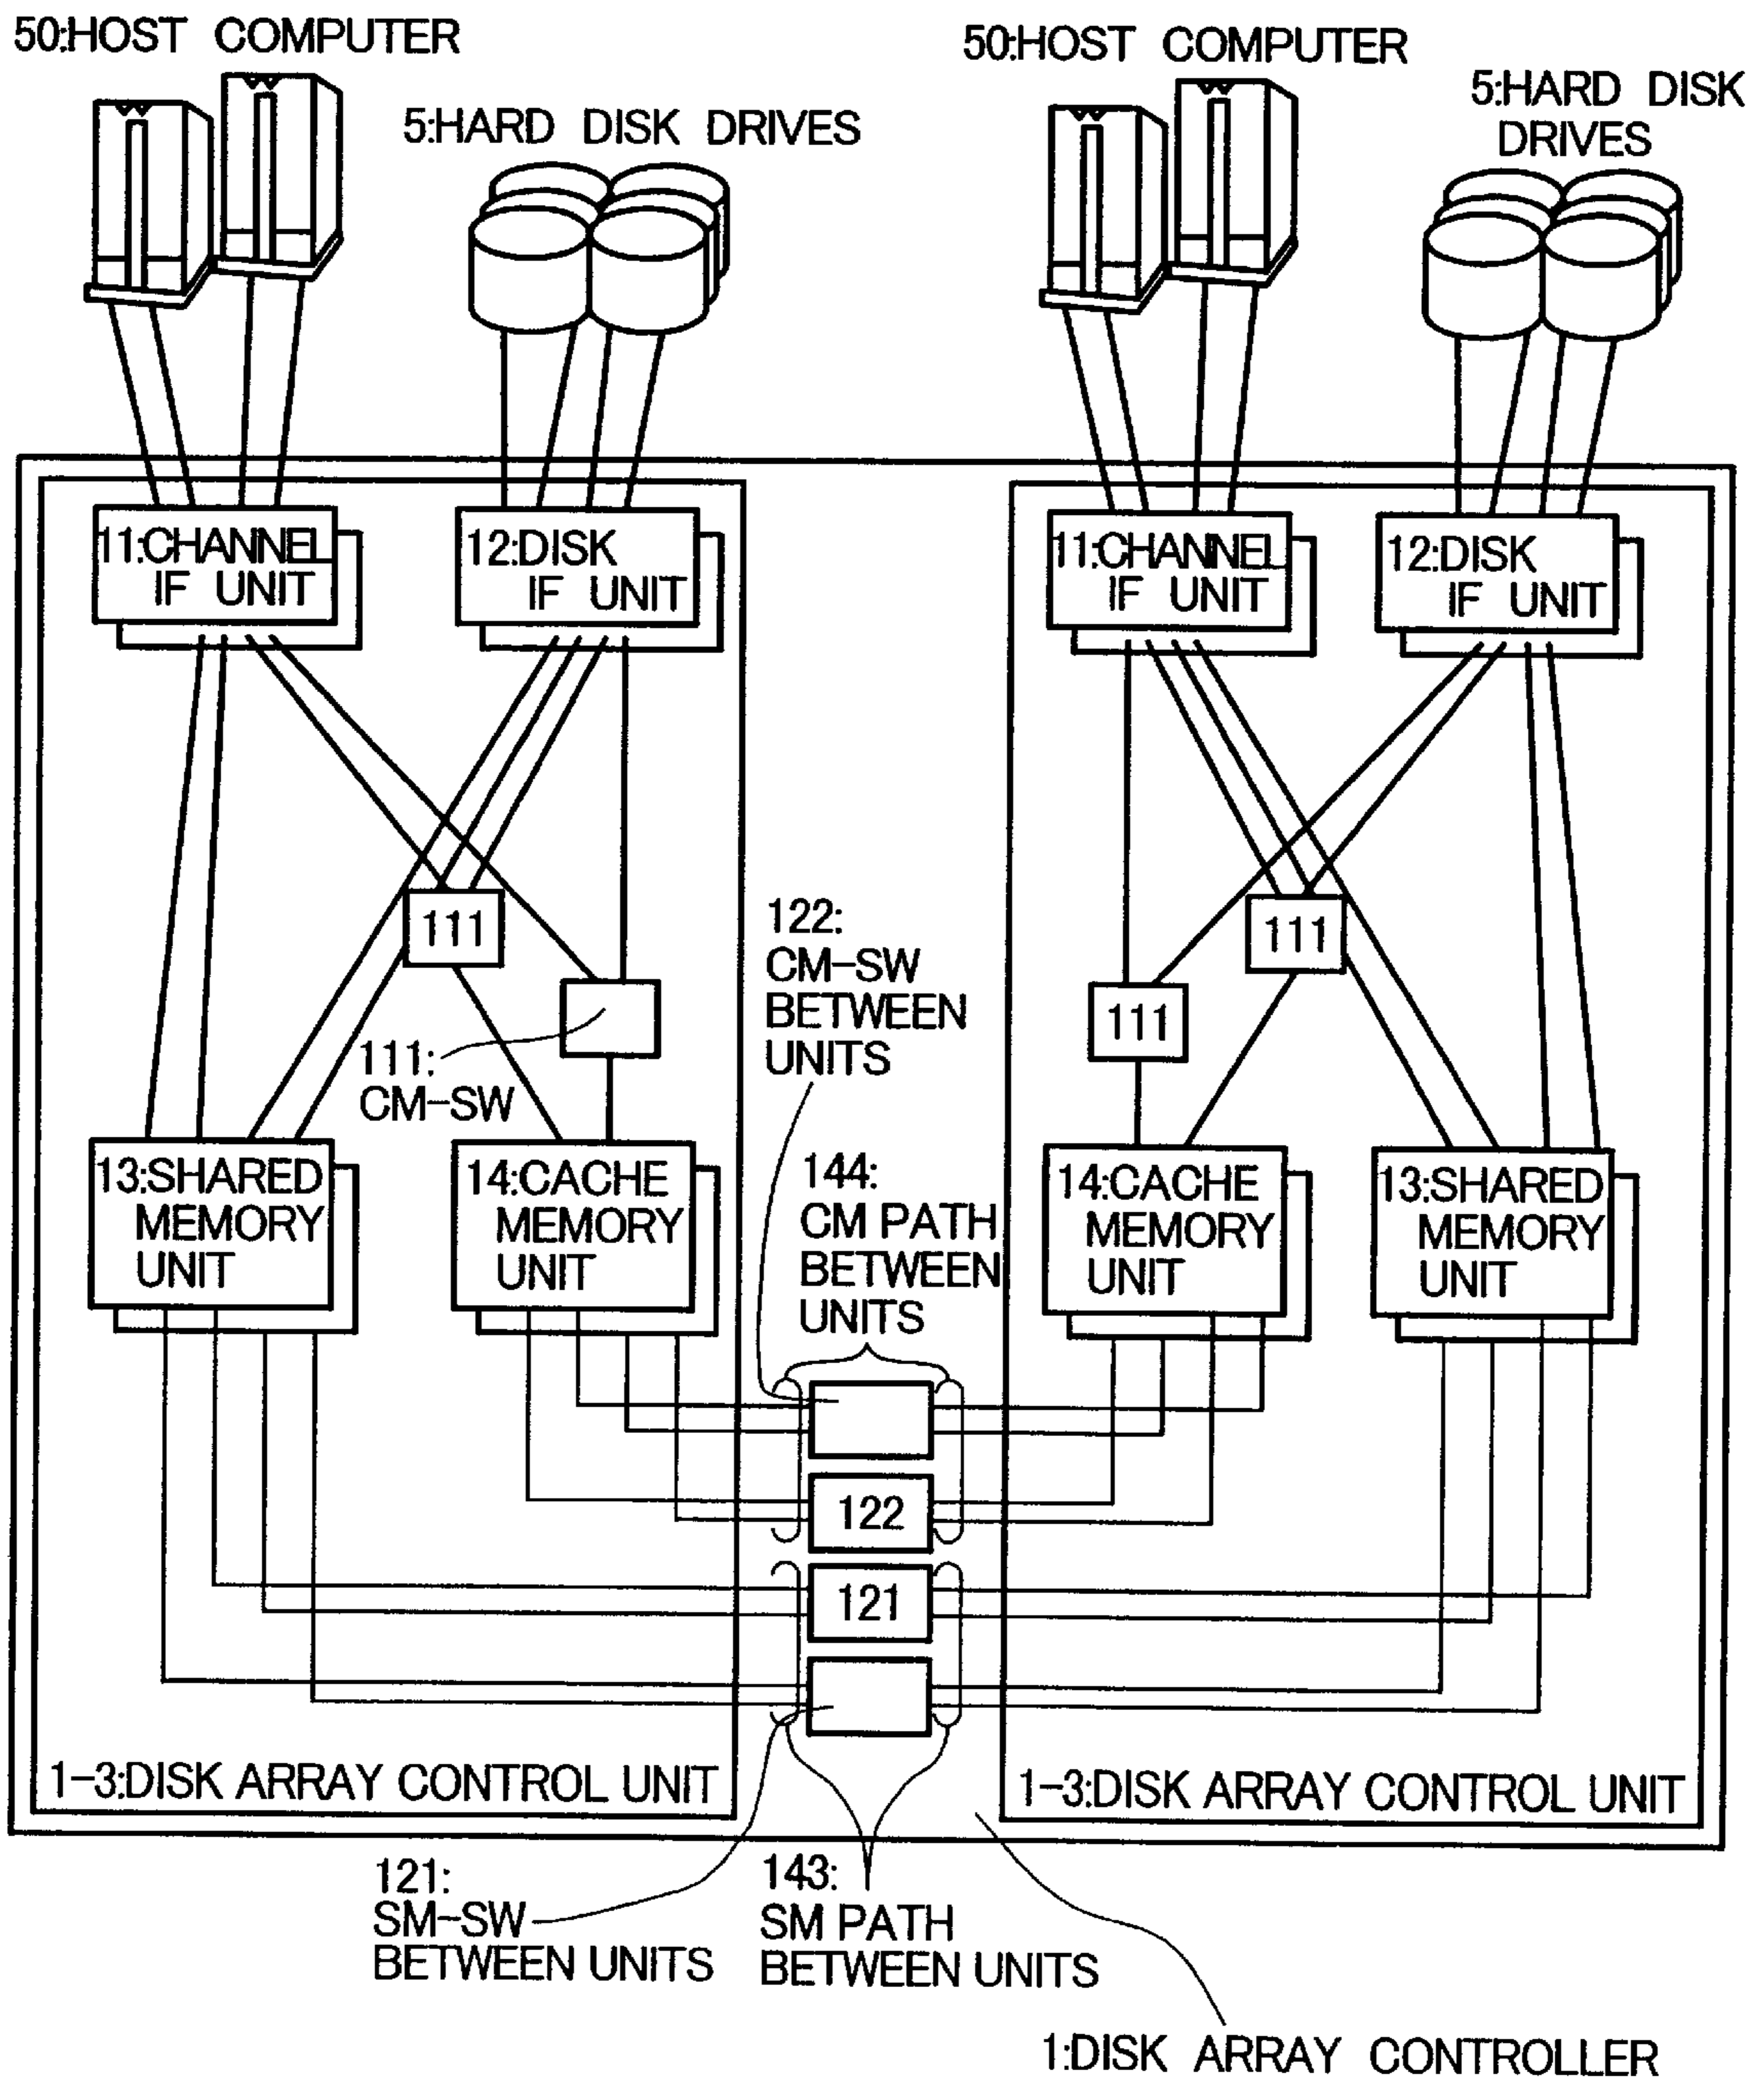 50:HOST COMPUTER
50:HOST COMPUTER
5:HARD DISK DRIVES
5:HARD DISK
DRIVES
11:CHANNEL
IF UNIT
12:DISK
IF UNIT
11:CHANNEL
IF UNIT
12:DISK
IF UNIT
111
111
122:
CM-SW
BETWEEN
UNITS
111
111:
CM-SW
13:SHARED
MEMORY
UNIT
14:CACHE
MEMORY
UNIT
144:
CM PATH
BETWEEN
UNITS
14:CACHE
MEMORY
UNIT
13:SHARED
MEMORY
UNIT
122
121
1-3:DISK ARRAY CONTROL UNIT
1-3:DISK ARRAY CONTROL UNIT
121:
SM-SW
BETWEEN UNITS
143:
SM PATH
BETWEEN UNITS
1:DISK ARRAY CONTROLLER